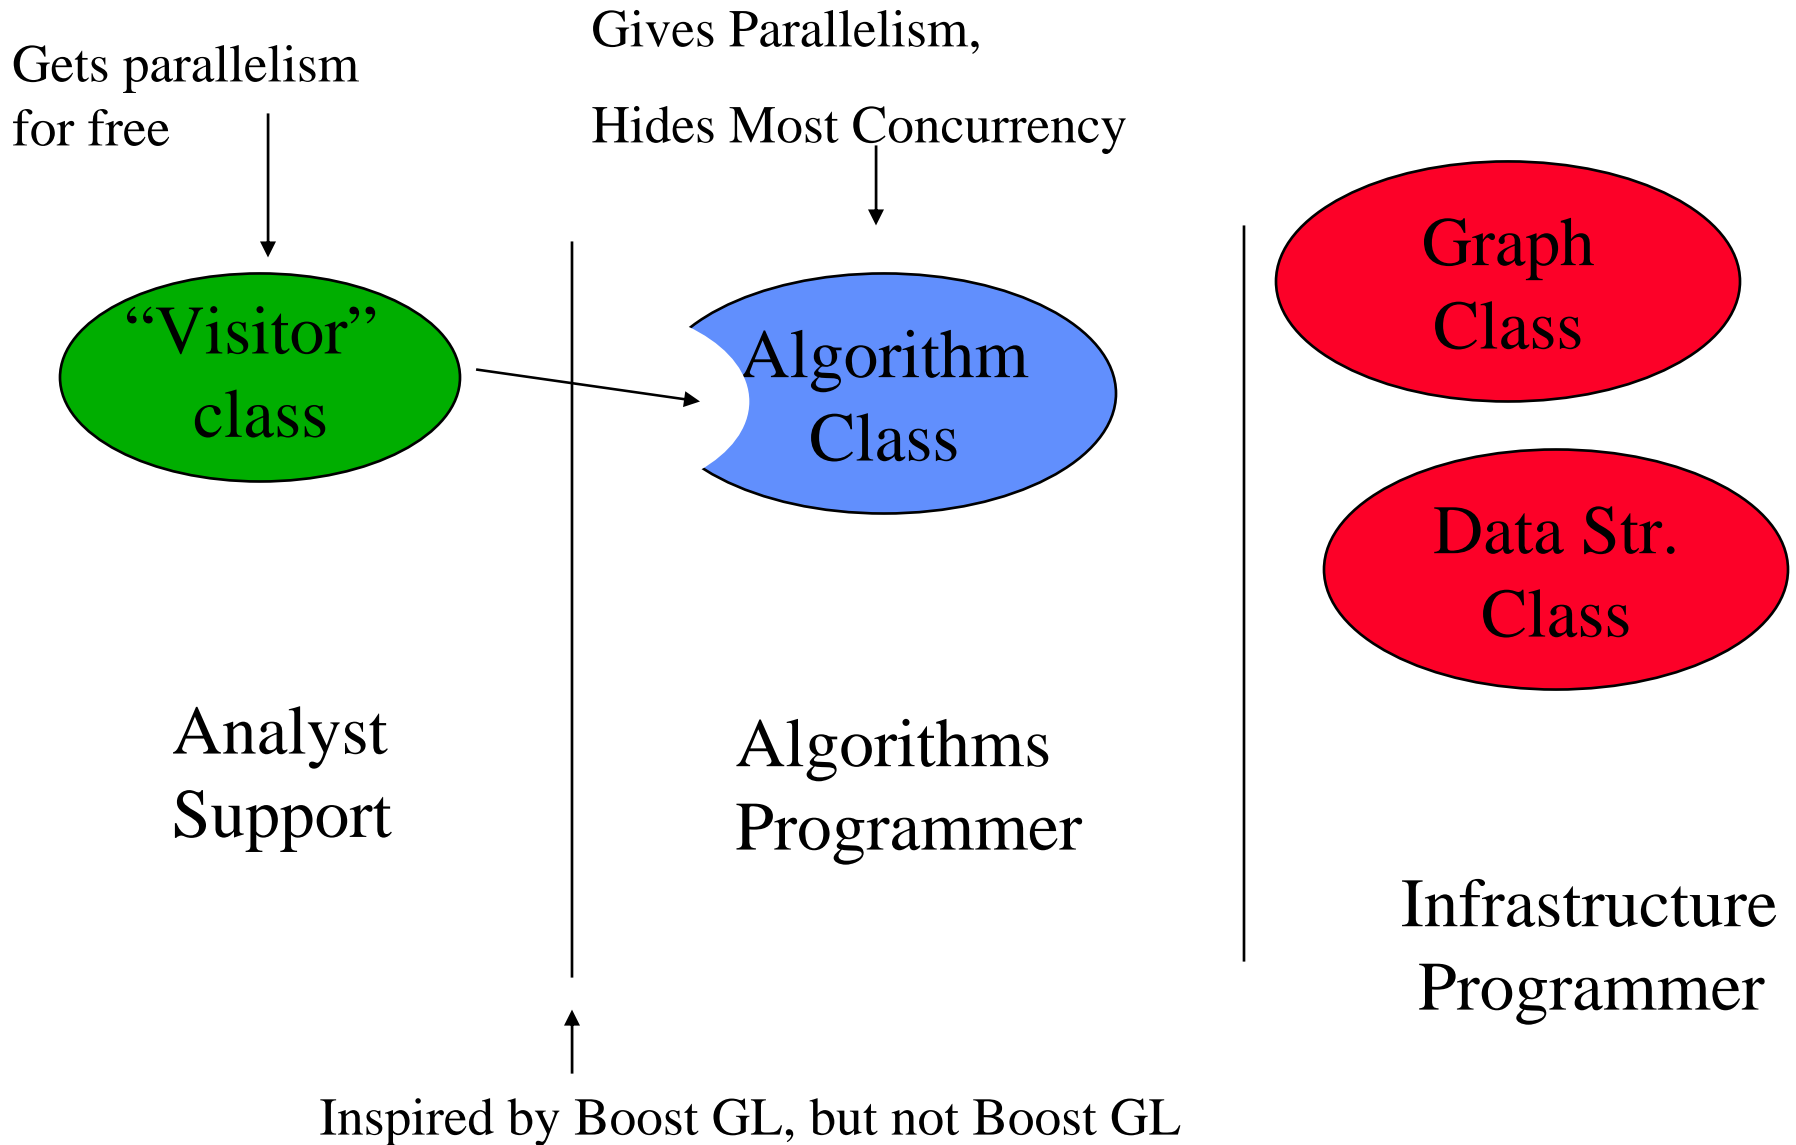 Gets parallelism
for free
Gives Parallelism,
Hides Most Concurrency
“Visitor”
class
Algorithm
Class
Graph
Class
Data Str.
Class
Analyst
Support
Algorithms
Programmer
Infrastructure
Programmer
Inspired by Boost GL, but not Boost GL